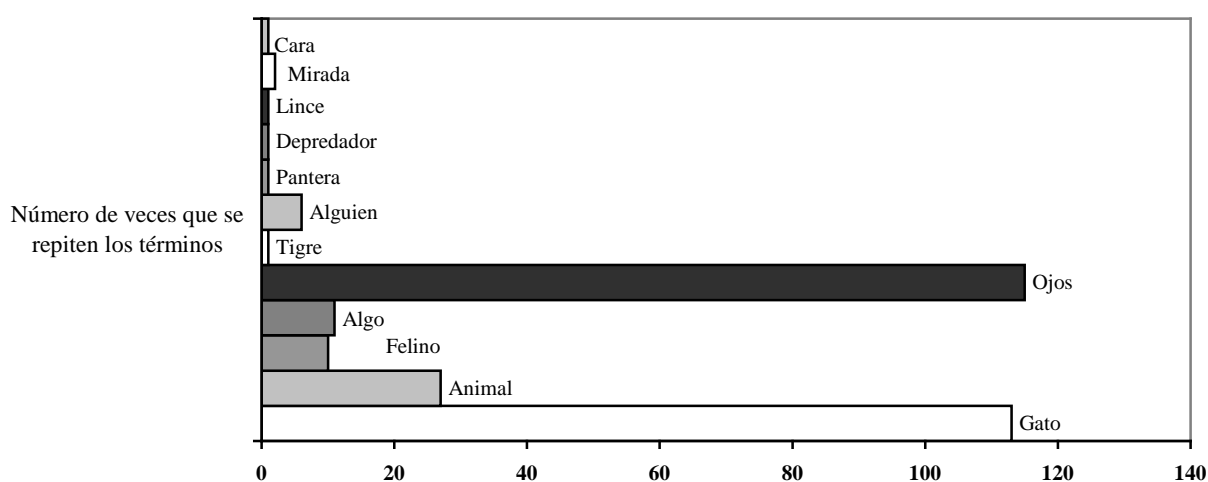 Cara
Mirada
Lince
Depredador
Pantera
Alguien
Número de veces que se
repiten los términos
Tigre
Ojos
Algo
Felino
Animal
Gato
0 20 40 60 80 100 120 140